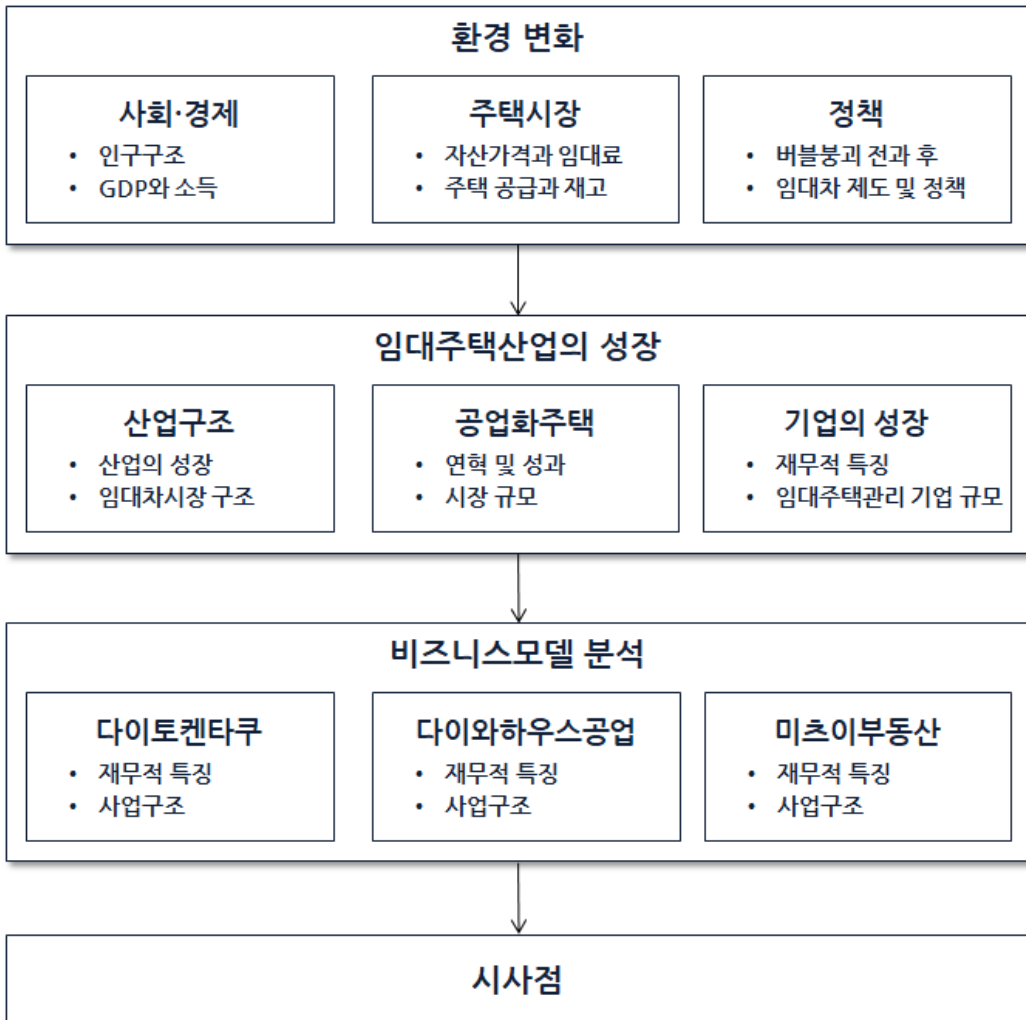 환경 변화
사회·경제
• 인구구조
• GDP와 소득
주택시장
• 자산가격과 임대료
• 주택 공급과 재고
정책
• 버블붕괴 전과 후
• 임대차 제도 및 정책
임대주택산업의 성장
산업구조
• 산업의 성장
• 임대차시장 구조
공업화주택
• 연혁 및 성과
• 시장 규모
기업의 성장
• 재무적 특징
• 임대주택관리 기업 규모
비즈니스모델 분석
다이토켄타쿠
• 재무적 특징
• 사업구조
다이와하우스공업
• 재무적 특징
• 사업구조
미츠이부동산
• 재무적 특징
• 사업구조
시사점